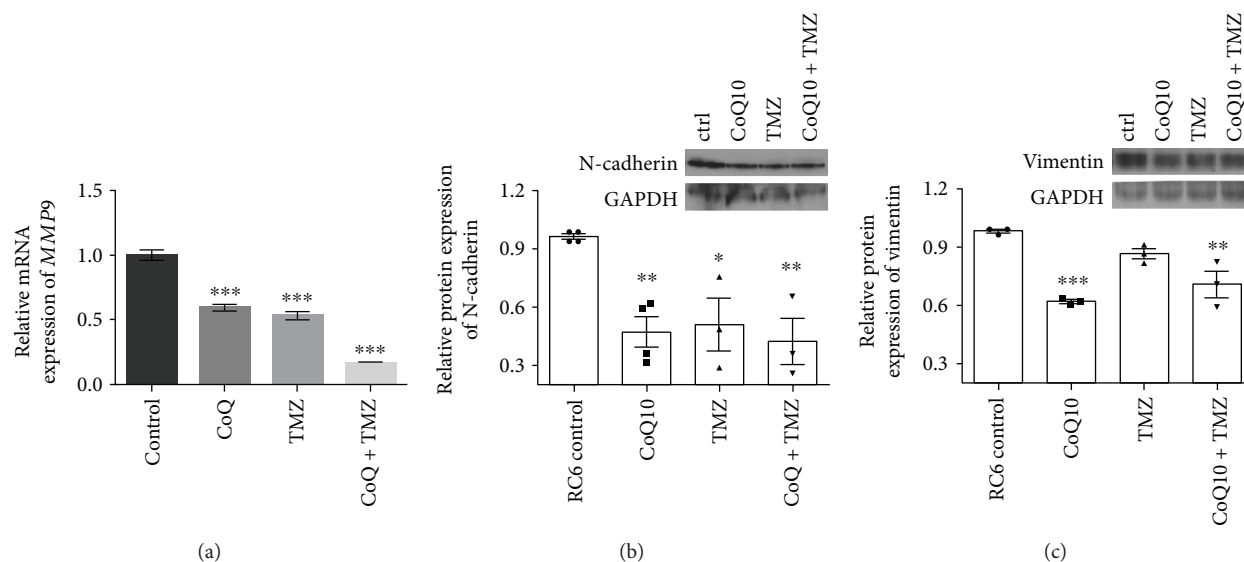 Relative mRNA
expression of MMP9
1.5
1.0
0.5
0.0
***
***
***
Control
CoQ
TMZ
CoQ + TMZ
(a)
ctrl
CoQ10
TMZ
CoQ10 + TMZ
N-cadherin
GAPDH
Relative protein expression
of N-cadherin
1.2
0.9
0.6
0.3
**
*
**
RC6 control
CoQ10
TMZ
CoQ + TMZ
(b)
ctrl
CoQ10
TMZ
CoQ10 + TMZ
Vimentin
GAPDH
Relative protein
expression of vimentin
1.2
0.9
0.6
0.3
***
**
RC6 control
CoQ10
TMZ
CoQ10 + TMZ
(c)